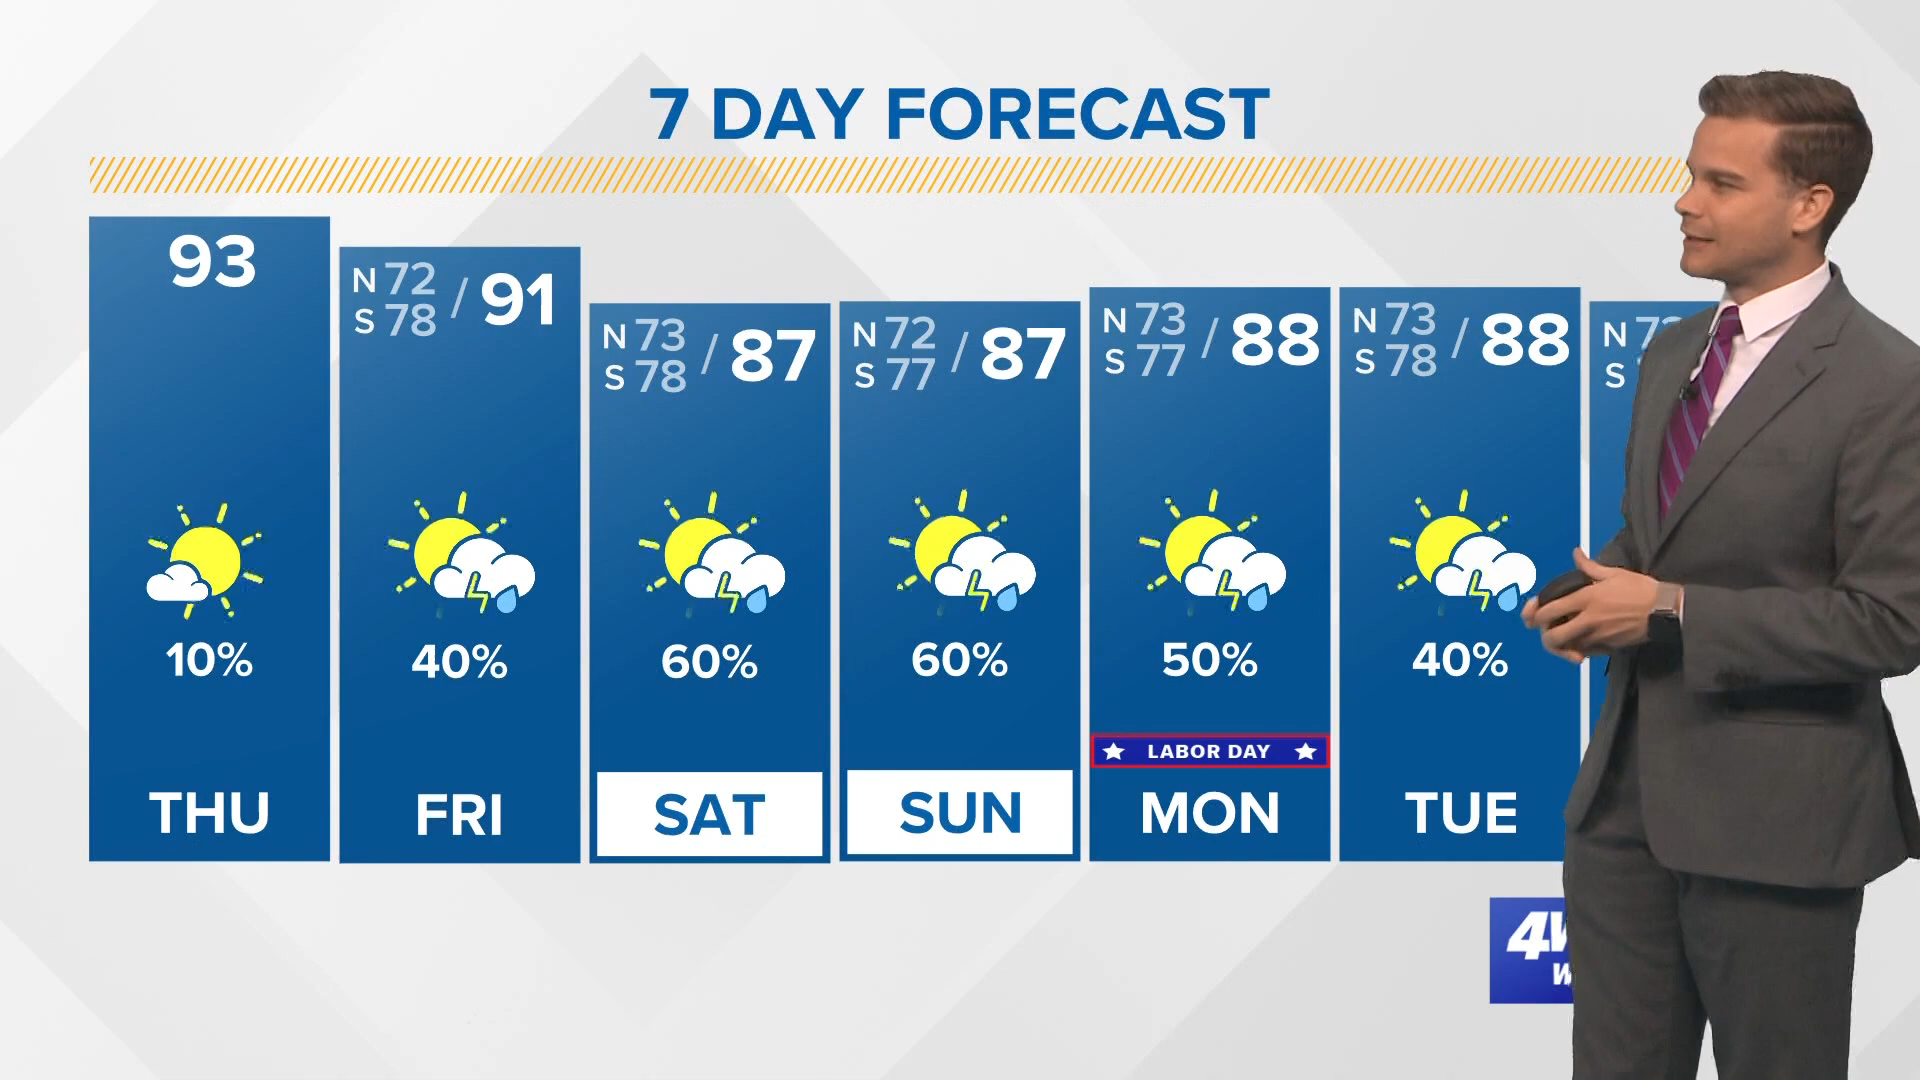 7 DAY FORECAST
93
10%
THU
N 72
S 78
/ 91
40%
FRI
N 73
S 78
/ 87
60%
SAT
N 72
S 77
/ 87
60%
SUN
N 73
S 77
/ 88
50%
LABOR DAY
MON
N 73
S 78
/ 88
40%
TUE
N
S
4